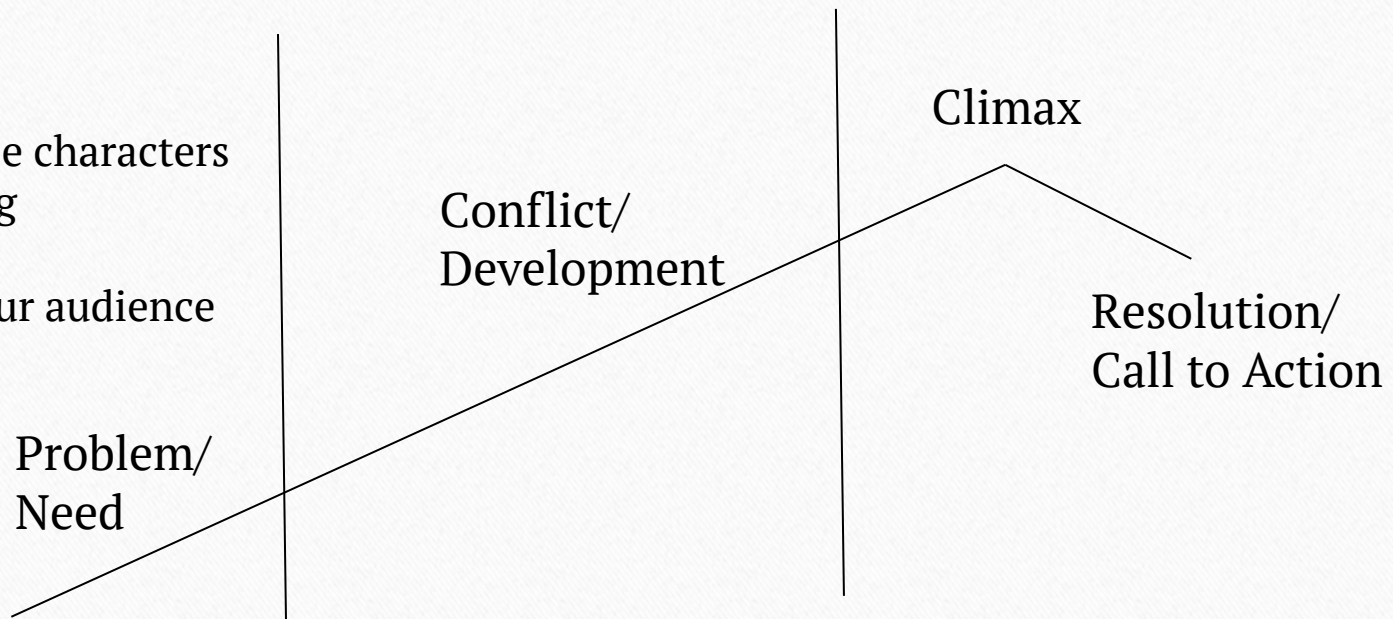 e characters
g
ur audience
Problem/
Need
Conflict/
Development
Climax
Resolution/
Call to Action